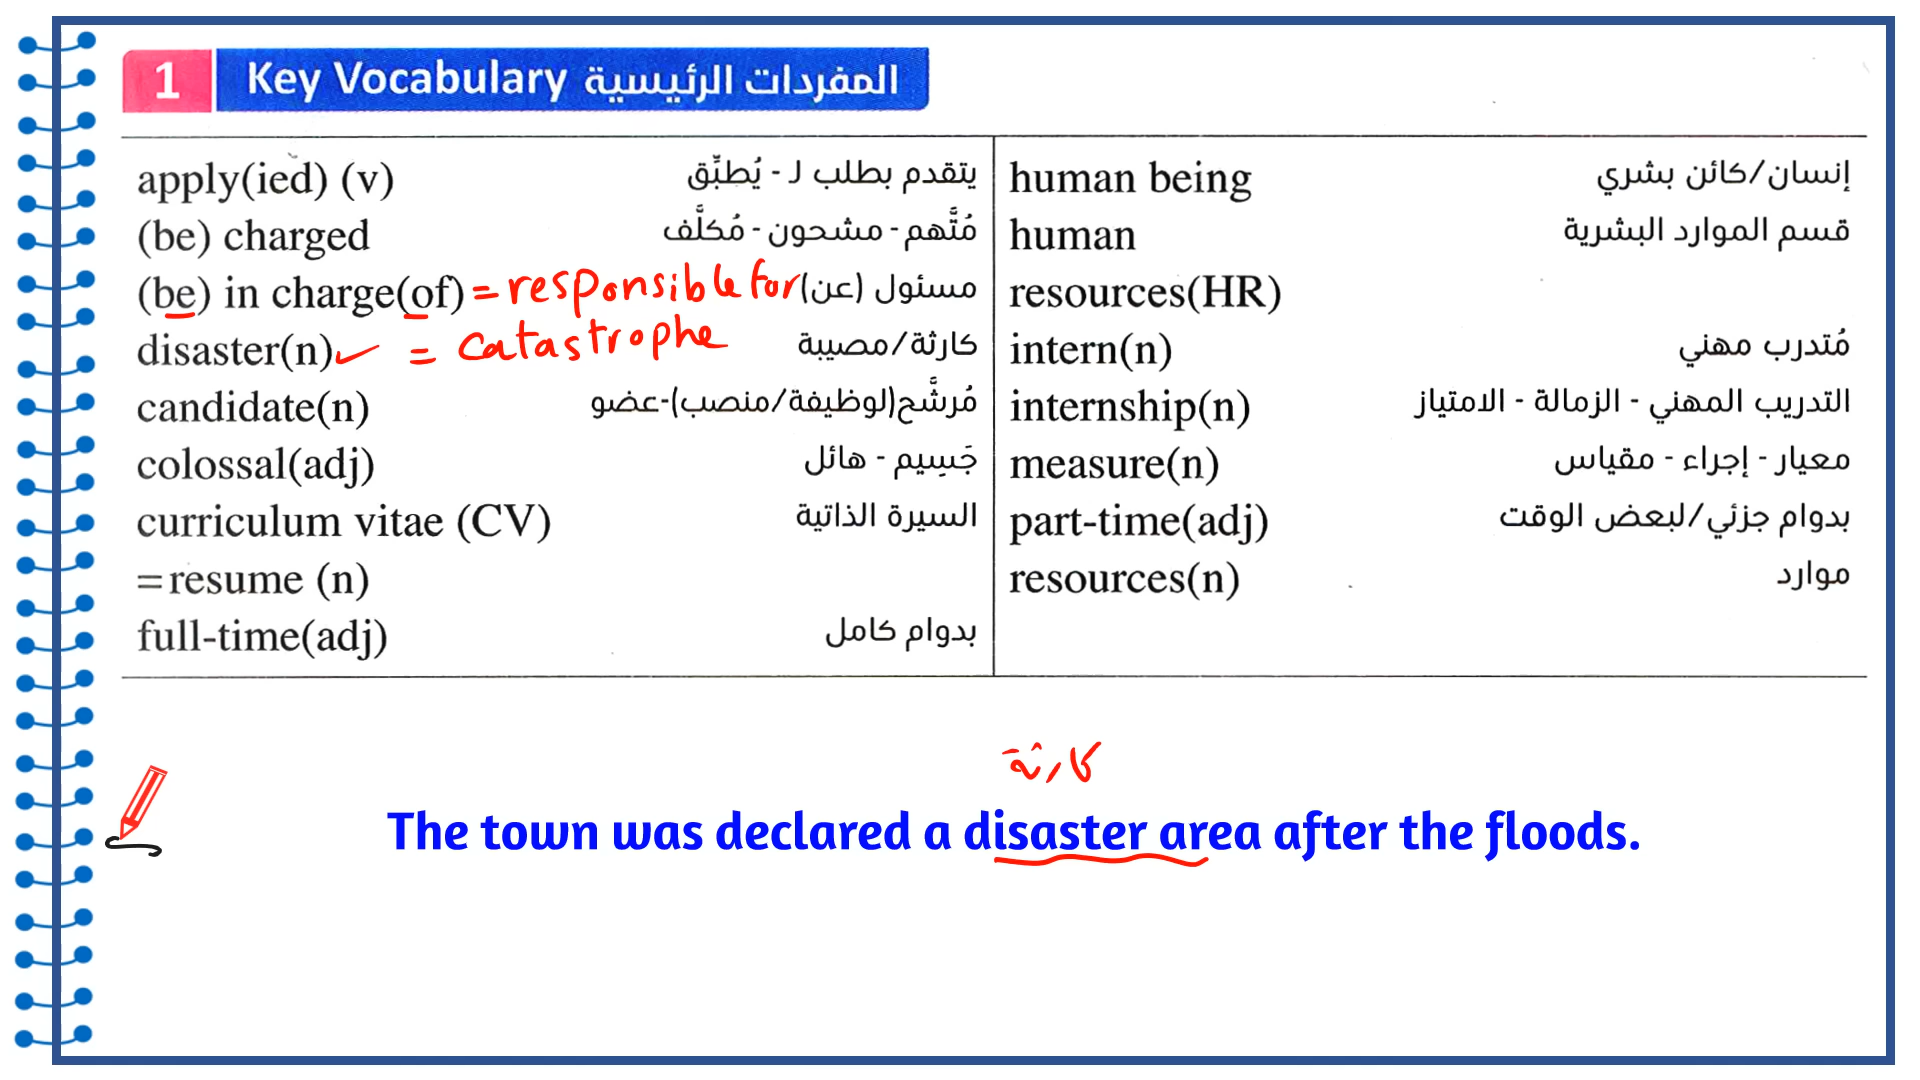 1 Key Vocabulary المفردات الرئيسية
apply(ied) (v) يتقدم بطلب لـ - يُطبِّق
(be) charged مُتَّهم - مشحون - مُكلَّف
(be) in charge(of) = responsible for مسئول (عن)
disaster(n) ✓ = catastrophe كارثة/مصيبة
candidate(n) مُرشَّح(لوظيفة/منصب)-عضو
colossal(adj) جَسِيم - هائل
curriculum vitae (CV) السيرة الذاتية
=resume (n)
full-time(adj) بدوام كامل
human being إنسان/كائن بشري
human قسم الموارد البشرية
resources(HR)
intern(n) مُتدرب مهني
internship(n) التدريب المهني - الزمالة - الامتياز
measure(n) معيار - إجراء - مقياس
part-time(adj) بدوام جزئي/لبعض الوقت
resources(n) موارد
كارثة
The town was declared a disaster area after the floods.